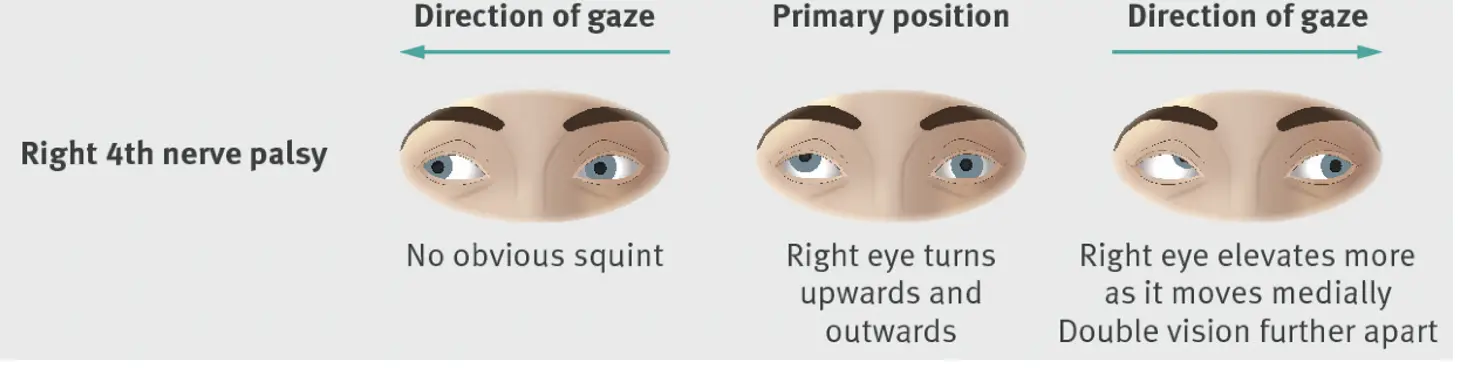 Direction of gaze
Primary position
Direction of gaze
Right 4th nerve palsy
No obvious squint
Right eye turns
upwards and
outwards
Right eye elevates more
as it moves medially
Double vision further apart